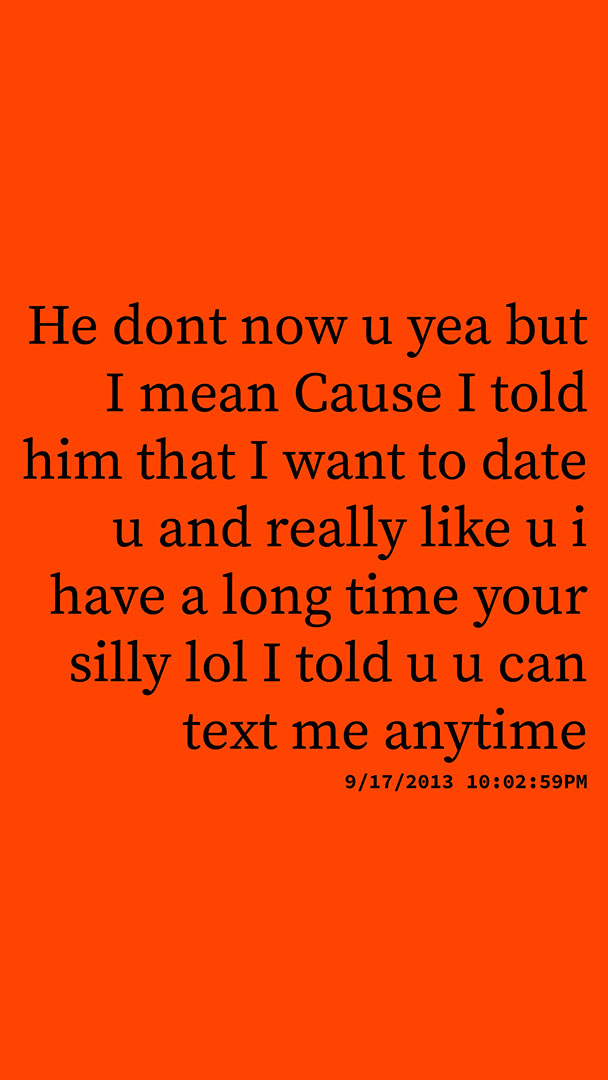 He dont now u yea but
I mean Cause I told
him that I want to date
u and really like u i
have a long time your
silly lol I told u u can
text me anytime
9/17/2013 10:02:59PM